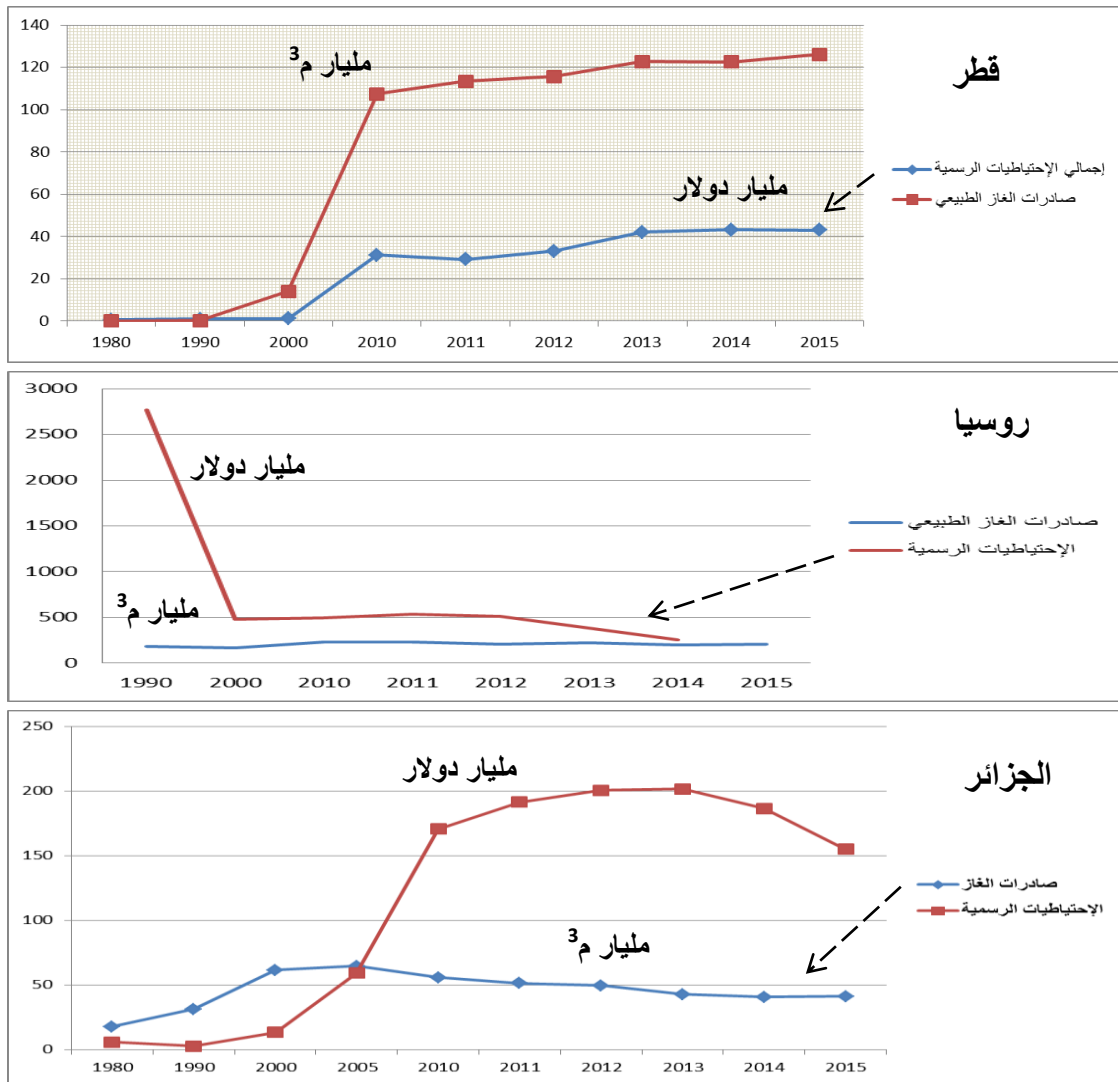 قطر
140
120
100
80
60
40
20
0
مليار م³
مليار دولار
إجمالي الإحتياطيات الرسمية
صادرات الغاز الطبيعي
1980 1990 2000 2010 2011 2012 2013 2014 2015
روسيا
3000
2500
2000
1500
1000
500
0
مليار دولار
مليار م³
صادرات الغاز الطبيعي
الإحتياطيات الرسمية
1990 2000 2010 2011 2012 2013 2014 2015
الجزائر
250
200
150
100
50
0
مليار دولار
مليار م³
صادرات الغاز
الإحتياطيات الرسمية
1980 1990 2000 2005 2010 2011 2012 2013 2014 2015